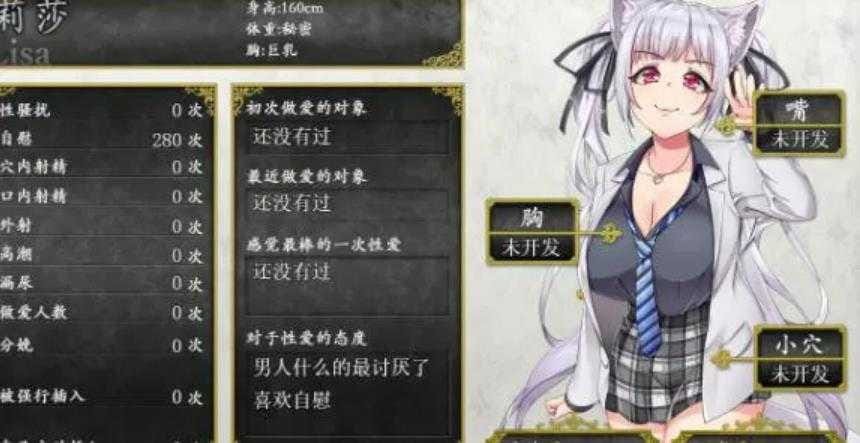 莉莎
Lisa
身高:160cm
体重:秘密
胸:巨乳
性骚扰 0 次
自慰 280 次
穴内射精 0 次
口内射精 0 次
外射 0 次
高潮 0 次
漏尿 0 次
做爱人数 0 次
分娩 0 次
被强行插入 0 次
初次做爱的对象
还没有过
最近做爱的对象
还没有过
感觉最棒的一次性爱
还没有过
对于性爱的态度
男人什么的最讨厌了
喜欢自慰
嘴
未开发
胸
未开发
小穴
未开发